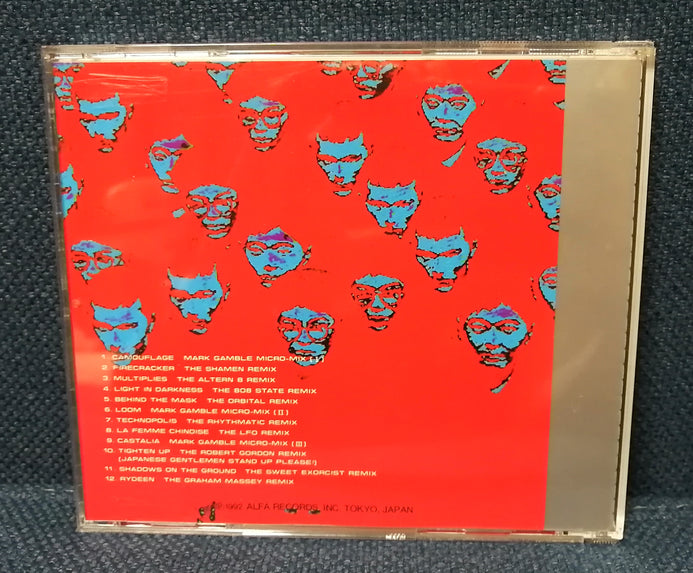 1. CAMOUFLAGE MARK GAMBLE MICRO-MIX [I]
2. FIRECRACKER THE SHAMEN REMIX
3. MULTIPLIES THE ALTERN 8 REMIX
4. LIGHT IN DARKNESS THE 808 STATE REMIX
5. BEHIND THE MASK THE ORBITAL REMIX
6. LOOM MARK GAMBLE MICRO-MIX [II]
7. TECHNOPOLIS THE RHYTHMATIC REMIX
8. LA FEMME CHINOISE THE LFO REMIX
9. CASTALIA MARK GAMBLE MICRO-MIX [III]
10. TIGHTEN UP THE ROBERT GORDON REMIX
(JAPANESE GENTLEMEN STAND UP PLEASE!)
11. SHADOWS ON THE GROUND THE SWEET EXORCIST REMIX
12. RYDEEN THE GRAHAM MASSEY REMIX
℗ 1992 ALFA RECORDS, INC. TOKYO, JAPAN